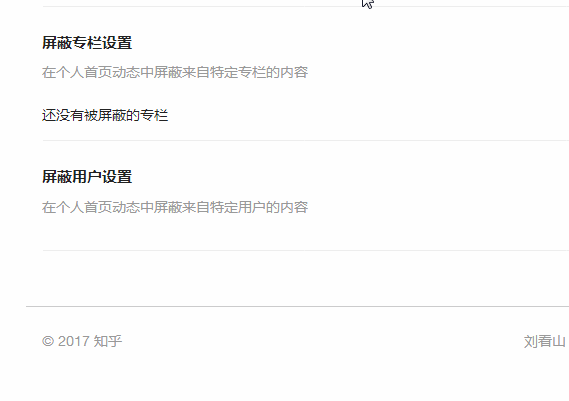 屏蔽专栏设置
在个人首页动态中屏蔽来自特定专栏的内容
还没有被屏蔽的专栏
屏蔽用户设置
在个人首页动态中屏蔽来自特定用户的内容
© 2017 知乎 刘看山